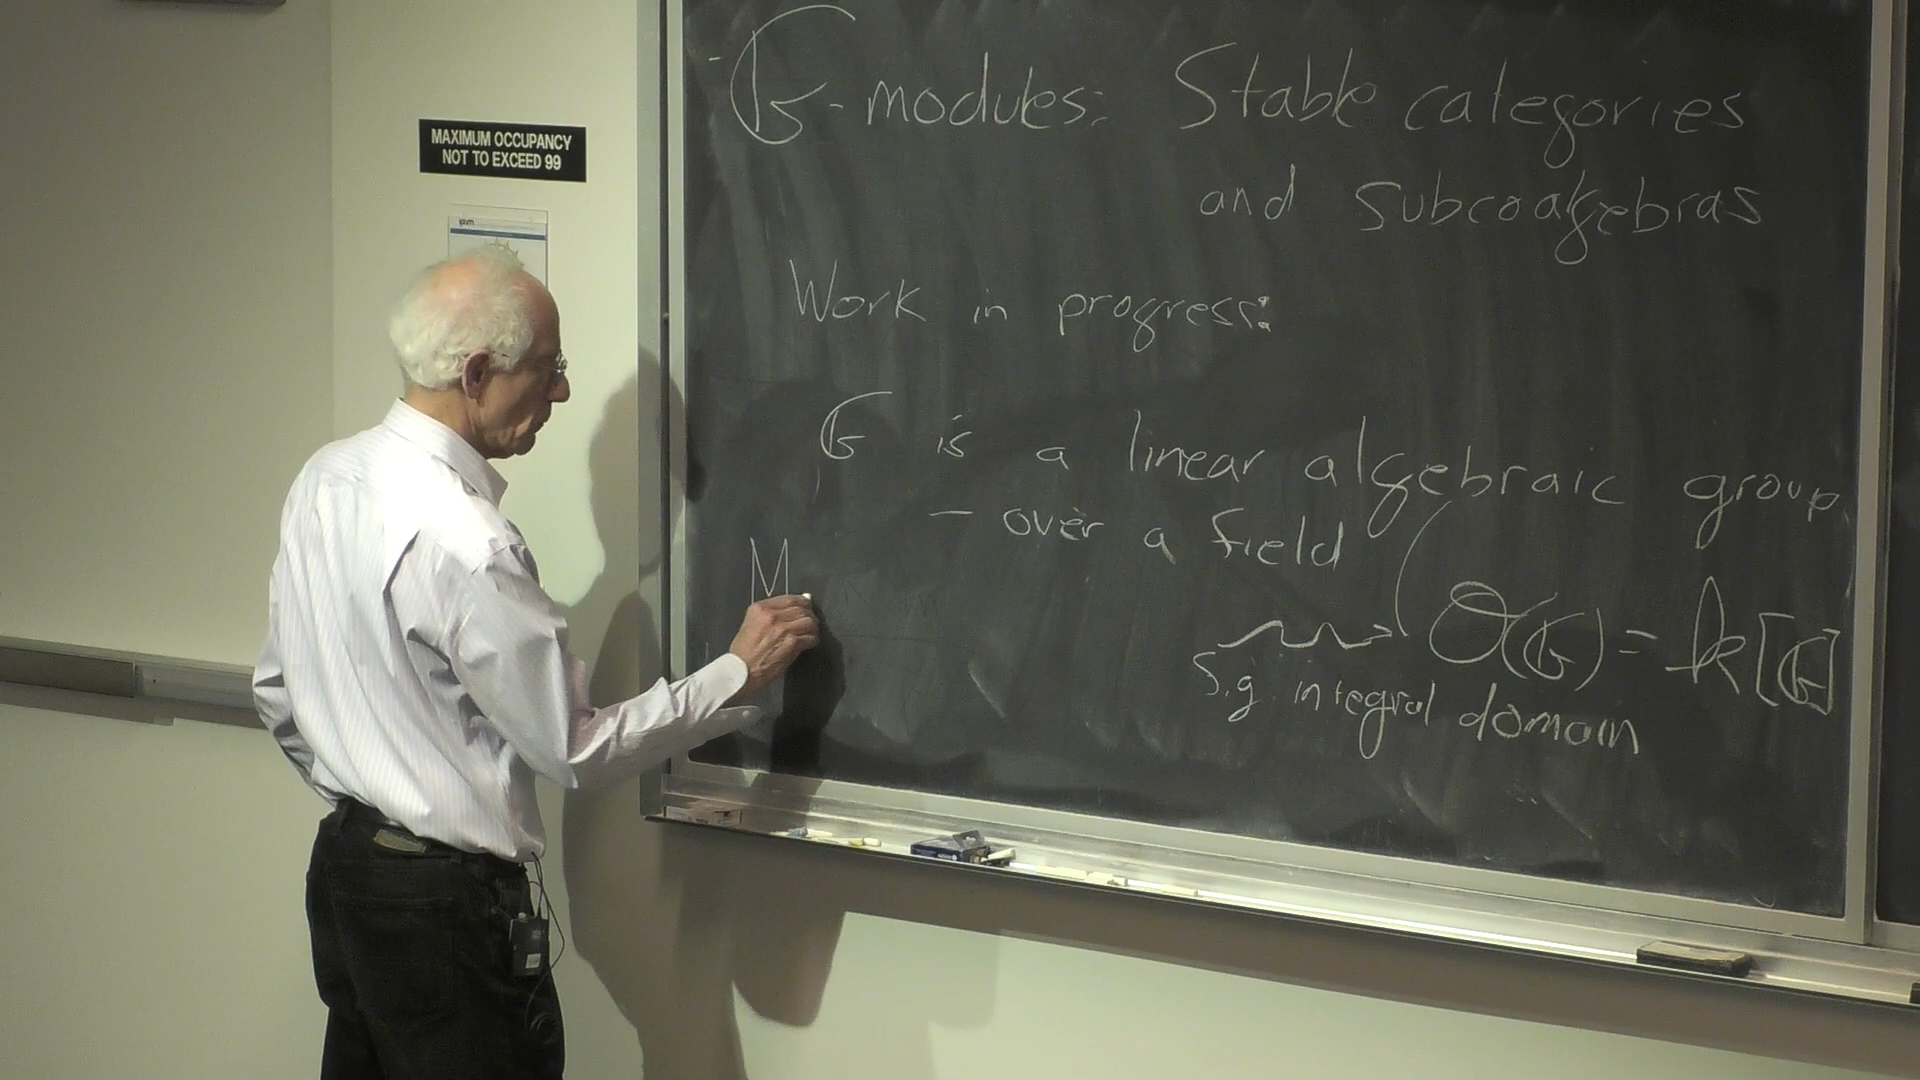 MAXIMUM OCCUPANCY
NOT TO EXCEED 99
ipam
𝔾-modules: Stable categories
and subcoalgebras
Work in progress:
𝔾 is a linear algebraic group
- over a field
𝒪(𝔾) = k[𝔾]
f.g. integral domain
M